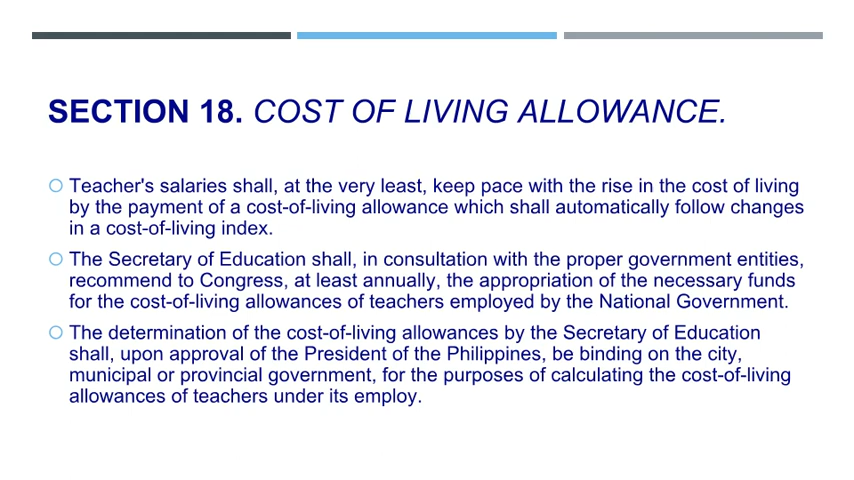 SECTION 18. COST OF LIVING ALLOWANCE.
Teacher's salaries shall, at the very least, keep pace with the rise in the cost of living
by the payment of a cost-of-living allowance which shall automatically follow changes
in a cost-of-living index.
The Secretary of Education shall, in consultation with the proper government entities,
recommend to Congress, at least annually, the appropriation of the necessary funds
for the cost-of-living allowances of teachers employed by the National Government.
The determination of the cost-of-living allowances by the Secretary of Education
shall, upon approval of the President of the Philippines, be binding on the city,
municipal or provincial government, for the purposes of calculating the cost-of-living
allowances of teachers under its employ.